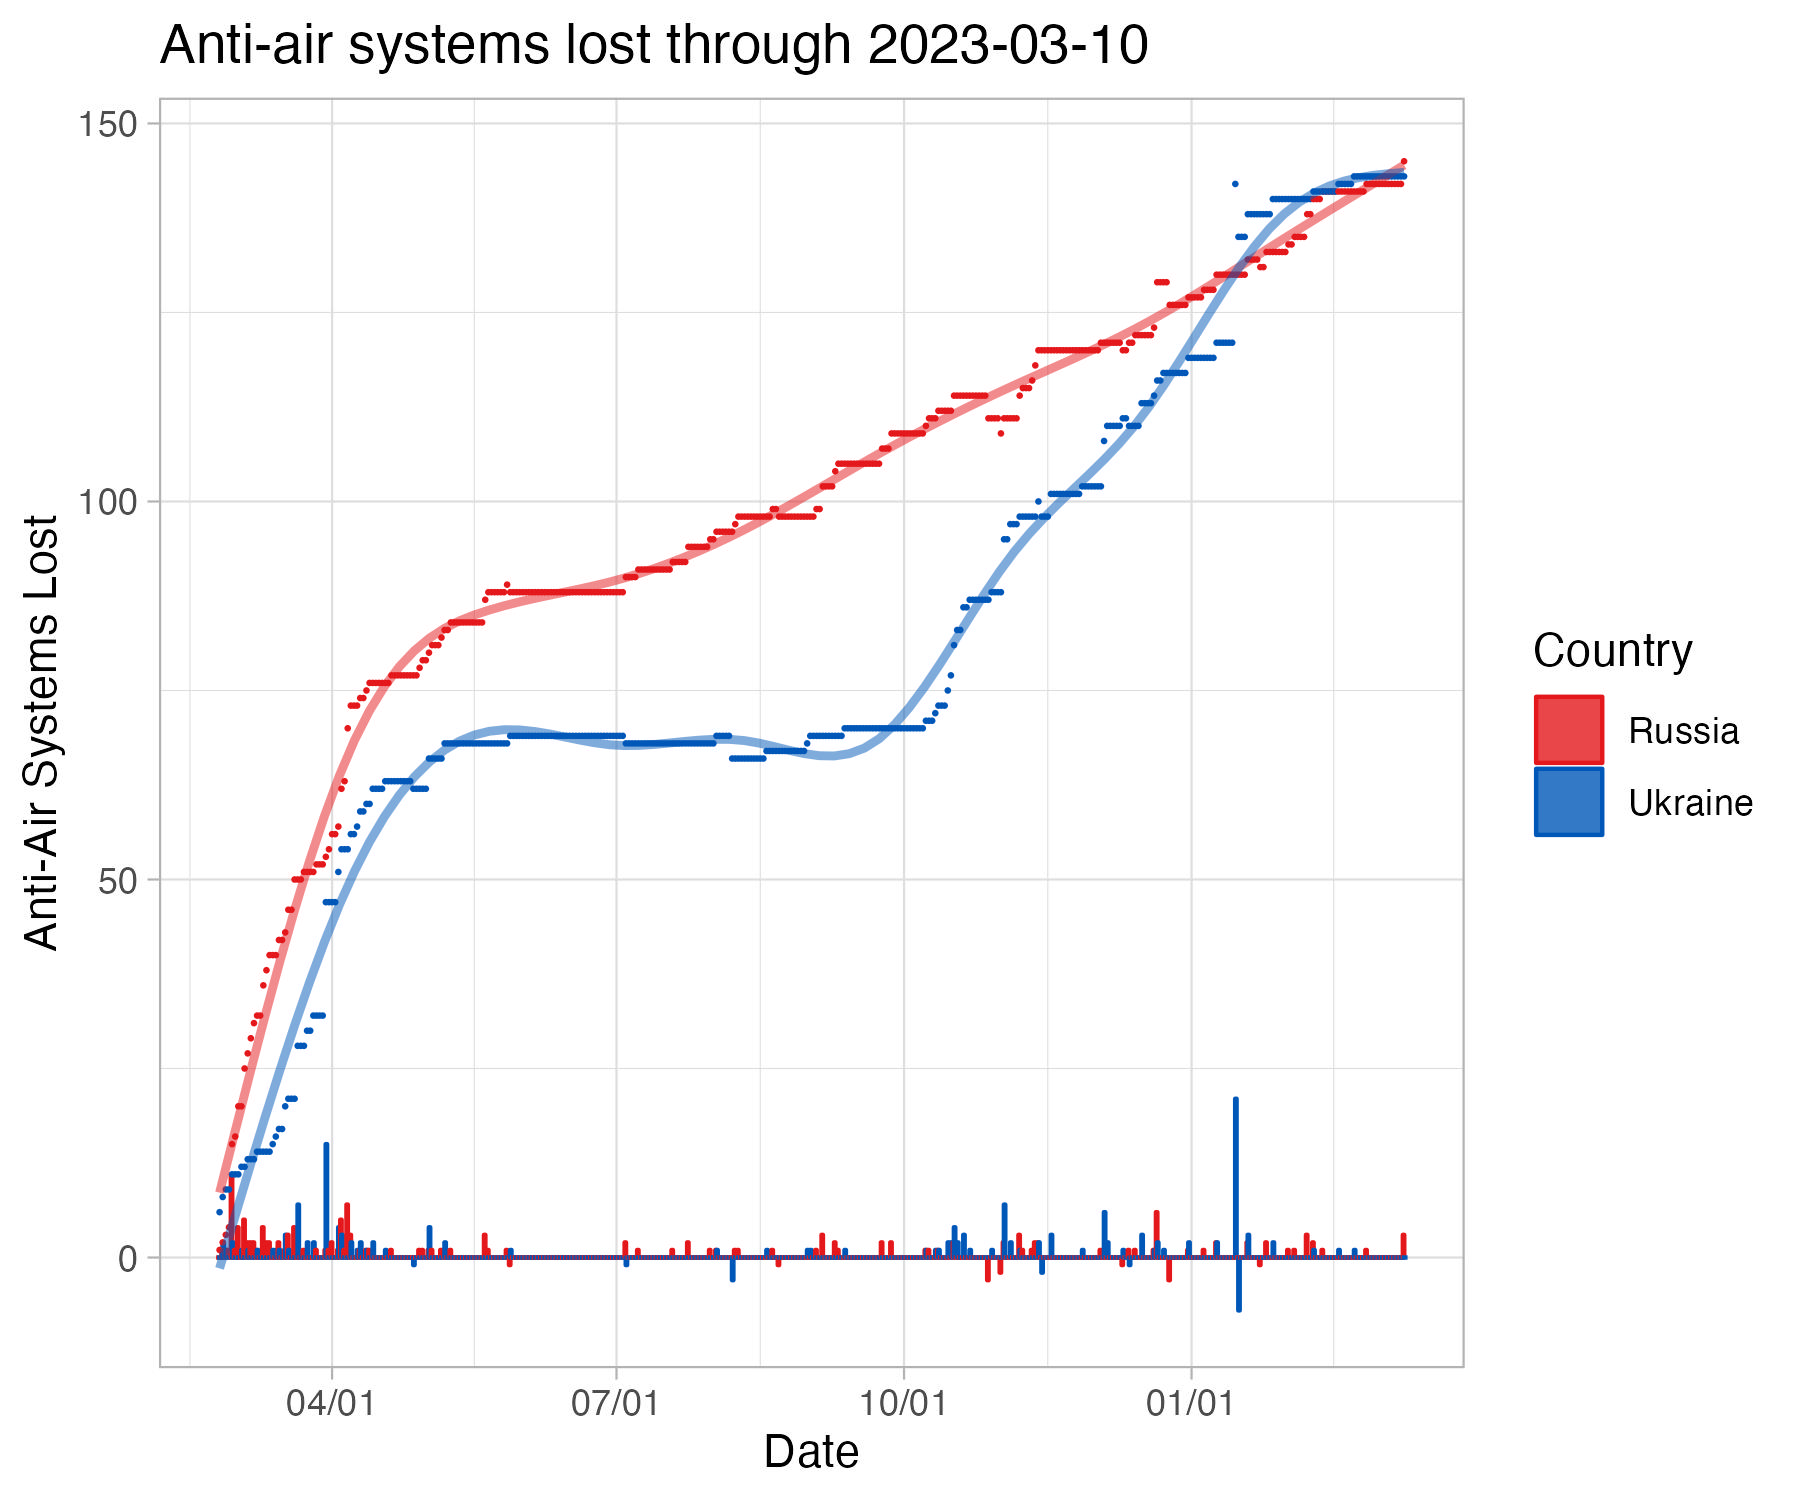 Anti-air systems lost through 2023-03-10
150
100
50
0
Anti-Air Systems Lost
04/01
07/01
10/01
01/01
Date
Country
Russia
Ukraine